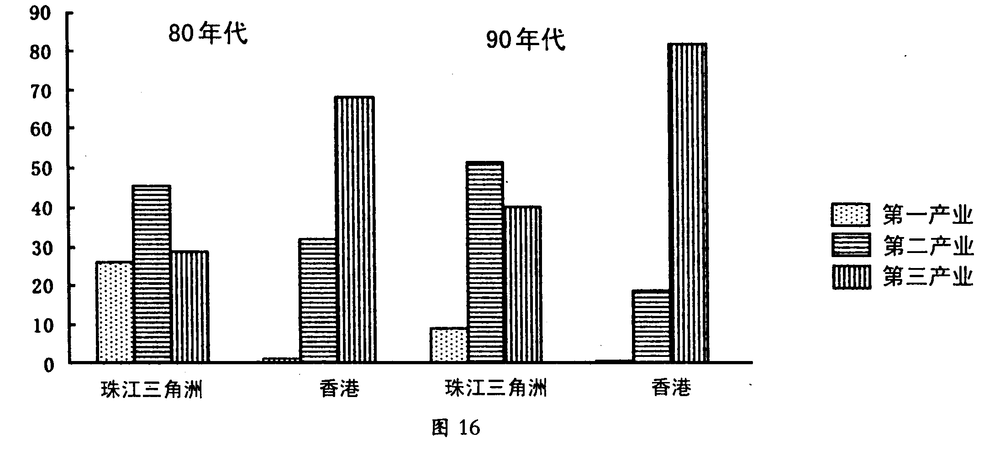 90
80
70
60
50
40
30
20
10
0
80年代
90年代
珠江三角洲
香港
珠江三角洲
香港
第一产业
第二产业
第三产业
图 16